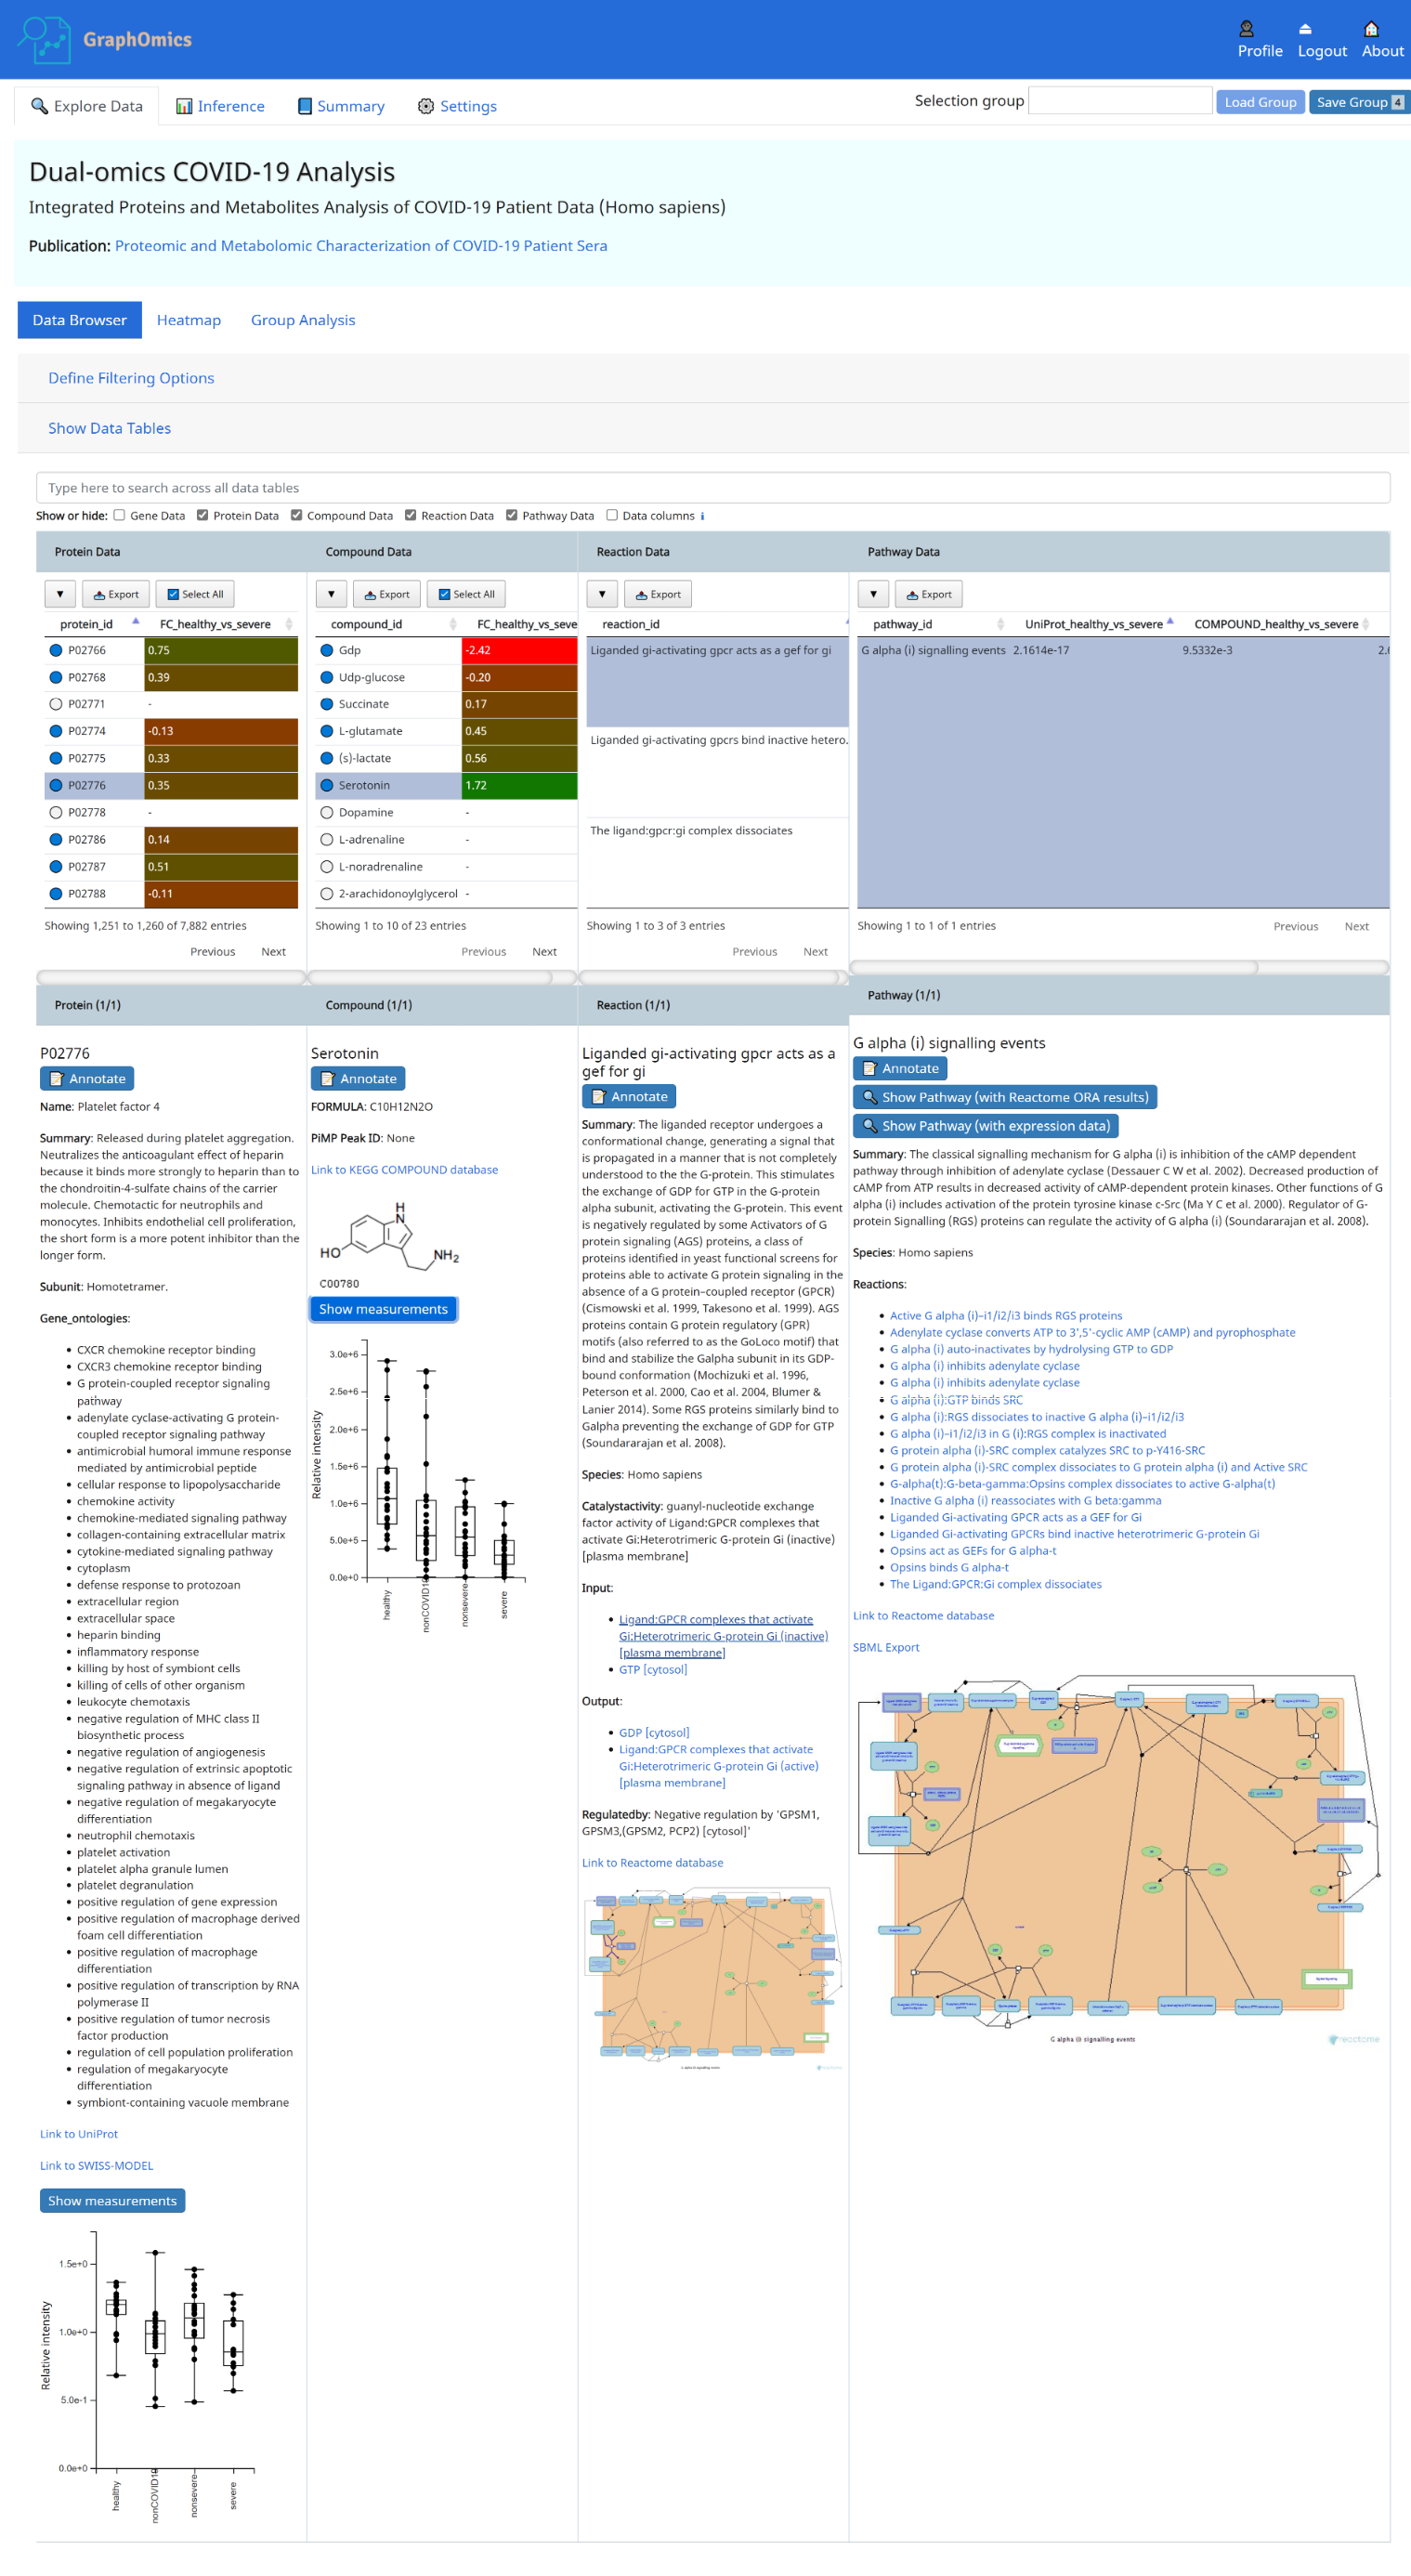 GraphOmics
Profile Logout About
Explore Data Inference Summary Settings
Selection group Load Group Save Group 4
Dual-omics COVID-19 Analysis
Integrated Proteins and Metabolites Analysis of COVID-19 Patient Data (Homo sapiens)
Publication: Proteomic and Metabolomic Characterization of COVID-19 Patient Sera
Data Browser Heatmap Group Analysis
Define Filtering Options
Show Data Tables
Type here to search across all data tables
Show or hide: Gene Data Protein Data Compound Data Reaction Data Pathway Data Data columns i
Protein Data
Export Select All
protein_id FC_healthy_vs_severe
P02766 0.75
P02768 0.39
P02771 -
P02774 -0.13
P02775 0.33
P02776 0.35
P02778 -
P02786 0.14
P02787 0.51
P02788 -0.11
Showing 1,251 to 1,260 of 7,882 entries
Previous Next
Compound Data
Export Select All
compound_id FC_healthy_vs_seve
Gdp -2.42
Udp-glucose -0.20
Succinate 0.17
L-glutamate 0.45
(s)-lactate 0.56
Serotonin 1.72
Dopamine -
L-adrenaline -
L-noradrenaline -
2-arachidonoylglycerol -
Showing 1 to 10 of 23 entries
Previous Next
Reaction Data
Export
reaction_id
Liganded gi-activating gpcr acts as a gef for gi
Liganded gi-activating gpcrs bind inactive hetero.
The ligand:gpcr:gi complex dissociates
Showing 1 to 3 of 3 entries
Previous Next
Pathway Data
Export
pathway_id UniProt_healthy_vs_severe COMPOUND_healthy_vs_severe
G alpha (i) signalling events 2.1614e-17 9.5332e-3
Showing 1 to 1 of 1 entries
Previous Next
Protein (1/1)
P02776
Annotate
Name: Platelet factor 4
Summary: Released during platelet aggregation.
Neutralizes the anticoagulant effect of heparin
because it binds more strongly to heparin than to
the chondroitin-4-sulfate chains of the carrier
molecule. Chemotactic for neutrophils and
monocytes. Inhibits endothelial cell proliferation,
the short form is a more potent inhibitor than the
longer form.
Subunit: Homotetramer.
Gene_ontologies:
• CXCR chemokine receptor binding
• CXCR3 chemokine receptor binding
• G protein-coupled receptor signaling
pathway
• adenylate cyclase-activating G protein-
coupled receptor signaling pathway
• antimicrobial humoral immune response
mediated by antimicrobial peptide
• cellular response to lipopolysaccharide
• chemokine activity
• chemokine-mediated signaling pathway
• collagen-containing extracellular matrix
• cytokine-mediated signaling pathway
• cytoplasm
• defense response to protozoan
• extracellular region
• extracellular space
• heparin binding
• inflammatory response
• killing by host of symbiont cells
• killing of cells of other organism
• leukocyte chemotaxis
• negative regulation of MHC class II
biosynthetic process
• negative regulation of angiogenesis
• negative regulation of extrinsic apoptotic
signaling pathway in absence of ligand
• negative regulation of megakaryocyte
differentiation
• neutrophil chemotaxis
• platelet activation
• platelet alpha granule lumen
• platelet degranulation
• positive regulation of gene expression
• positive regulation of macrophage derived
foam cell differentiation
• positive regulation of macrophage
differentiation
• positive regulation of transcription by RNA
polymerase II
• positive regulation of tumor necrosis
factor production
• regulation of cell population proliferation
• regulation of megakaryocyte
differentiation
• symbiont-containing vacuole membrane
Link to UniProt
Link to SWISS-MODEL
Show measurements
Relative intensity
1.5e+0
1.0e+0
5.0e-1
0.0e+0
healthy
nonCOVID19
nonsevere
severe
Compound (1/1)
Serotonin
Annotate
FORMULA: C10H12N2O
PiMP Peak ID: None
Link to KEGG COMPOUND database
H
N
HO
NH2
C00780
Show measurements
Relative intensity
3.0e+6
2.5e+6
2.0e+6
1.5e+6
1.0e+6
5.0e+5
0.0e+0
healthy
nonCOVID19
nonsevere
severe
Reaction (1/1)
Liganded gi-activating gpcr acts as a
gef for gi
Annotate
Summary: The liganded receptor undergoes a
conformational change, generating a signal that
is propagated in a manner that is not completely
understood to the the G-protein. This stimulates
the exchange of GDP for GTP in the G-protein
alpha subunit, activating the G-protein. This event
is negatively regulated by some Activators of G
protein signaling (AGS) proteins, a class of
proteins identified in yeast functional screens for
proteins able to activate G protein signaling in the
absence of a G protein–coupled receptor (GPCR)
(Cismowski et al. 1999, Takesono et al. 1999). AGS
proteins contain G protein regulatory (GPR)
motifs (also referred to as the GoLoco motif) that
bind and stabilize the Galpha subunit in its GDP-
bound conformation (Mochizuki et al. 1996,
Peterson et al. 2000, Cao et al. 2004, Blumer &
Lanier 2014). Some RGS proteins similarly bind to
Galpha preventing the exchange of GDP for GTP
(Soundararajan et al. 2008).
Species: Homo sapiens
Catalystactivity: guanyl-nucleotide exchange
factor activity of Ligand:GPCR complexes that
activate Gi:Heterotrimeric G-protein Gi (inactive)
[plasma membrane]
Input:
• Ligand:GPCR complexes that activate
Gi:Heterotrimeric G-protein Gi (inactive)
[plasma membrane]
• GTP [cytosol]
Output:
• GDP [cytosol]
• Ligand:GPCR complexes that activate
Gi:Heterotrimeric G-protein Gi (active)
[plasma membrane]
Regulatedby: Negative regulation by 'GPSM1,
GPSM3,(GPSM2, PCP2) [cytosol]'
Link to Reactome database
Pathway (1/1)
G alpha (i) signalling events
Annotate
Show Pathway (with Reactome ORA results)
Show Pathway (with expression data)
Summary: The classical signalling mechanism for G alpha (i) is inhibition of the cAMP dependent
pathway through inhibition of adenylate cyclase (Dessauer C W et al. 2002). Decreased production of
cAMP from ATP results in decreased activity of cAMP-dependent protein kinases. Other functions of G
alpha (i) includes activation of the protein tyrosine kinase c-Src (Ma Y C et al. 2000). Regulator of G-
protein Signalling (RGS) proteins can regulate the activity of G alpha (i) (Soundararajan et al. 2008).
Species: Homo sapiens
Reactions:
• Active G alpha (i)–i1/i2/i3 binds RGS proteins
• Adenylate cyclase converts ATP to 3',5'-cyclic AMP (cAMP) and pyrophosphate
• G alpha (i) auto-inactivates by hydrolysing GTP to GDP
• G alpha (i) inhibits adenylate cyclase
• G alpha (i) inhibits adenylate cyclase
• G alpha (i):GTP binds SRC
• G alpha (i):RGS dissociates to inactive G alpha (i)–i1/i2/i3
• G alpha (i)–i1/i2/i3 in G (i):RGS complex is inactivated
• G protein alpha (i)-SRC complex catalyzes SRC to p-Y416-SRC
• G protein alpha (i)-SRC complex dissociates to G protein alpha (i) and Active SRC
• G-alpha(t):G-beta-gamma:Opsins complex dissociates to active G-alpha(t)
• Inactive G alpha (i) reassociates with G beta:gamma
• Liganded Gi-activating GPCR acts as a GEF for Gi
• Liganded Gi-activating GPCRs bind inactive heterotrimeric G-protein Gi
• Opsins act as GEFs for G alpha-t
• Opsins binds G alpha-t
• The Ligand:GPCR:Gi complex dissociates
Link to Reactome database
SBML Export
G alpha (i) signalling events
reactome